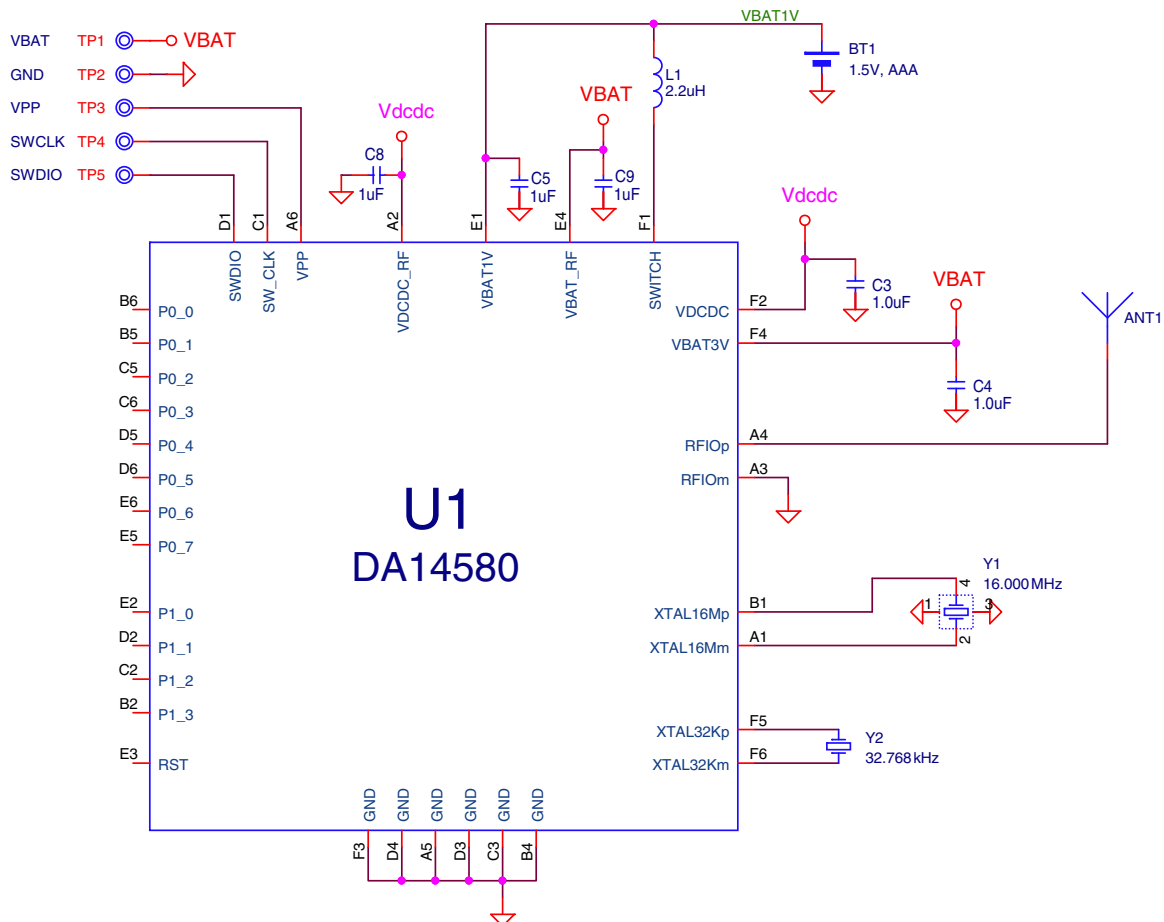 VBAT1V
VBAT TP1 VBAT
GND TP2
VPP TP3
SWCLK TP4
SWDIO TP5
BT1
1.5V, AAA
L1
2.2uH
VBAT
Vdcdc
C8
1uF
C5
1uF
C9
1uF
Vdcdc
C3
1.0uF
VBAT
C4
1.0uF
ANT1
D1 C1 A6 A2 E1 E4 F1
SWDIO SW_CLK VPP VDCDC_RF VBAT1V VBAT_RF SWITCH
B6 P0_0
B5 P0_1
C5 P0_2
C6 P0_3
D5 P0_4
D6 P0_5
E6 P0_6
E5 P0_7
E2 P1_0
D2 P1_1
C2 P1_2
B2 P1_3
E3 RST
U1
DA14580
VDCDC F2
VBAT3V F4
RFIOp A4
RFIOm A3
XTAL16Mp B1
XTAL16Mm A1
XTAL32Kp F5
XTAL32Km F6
Y1
16.000MHz
4
1 3
2
Y2
32.768kHz
GND GND GND GND GND GND
F3 D4 A5 D3 C3 B4